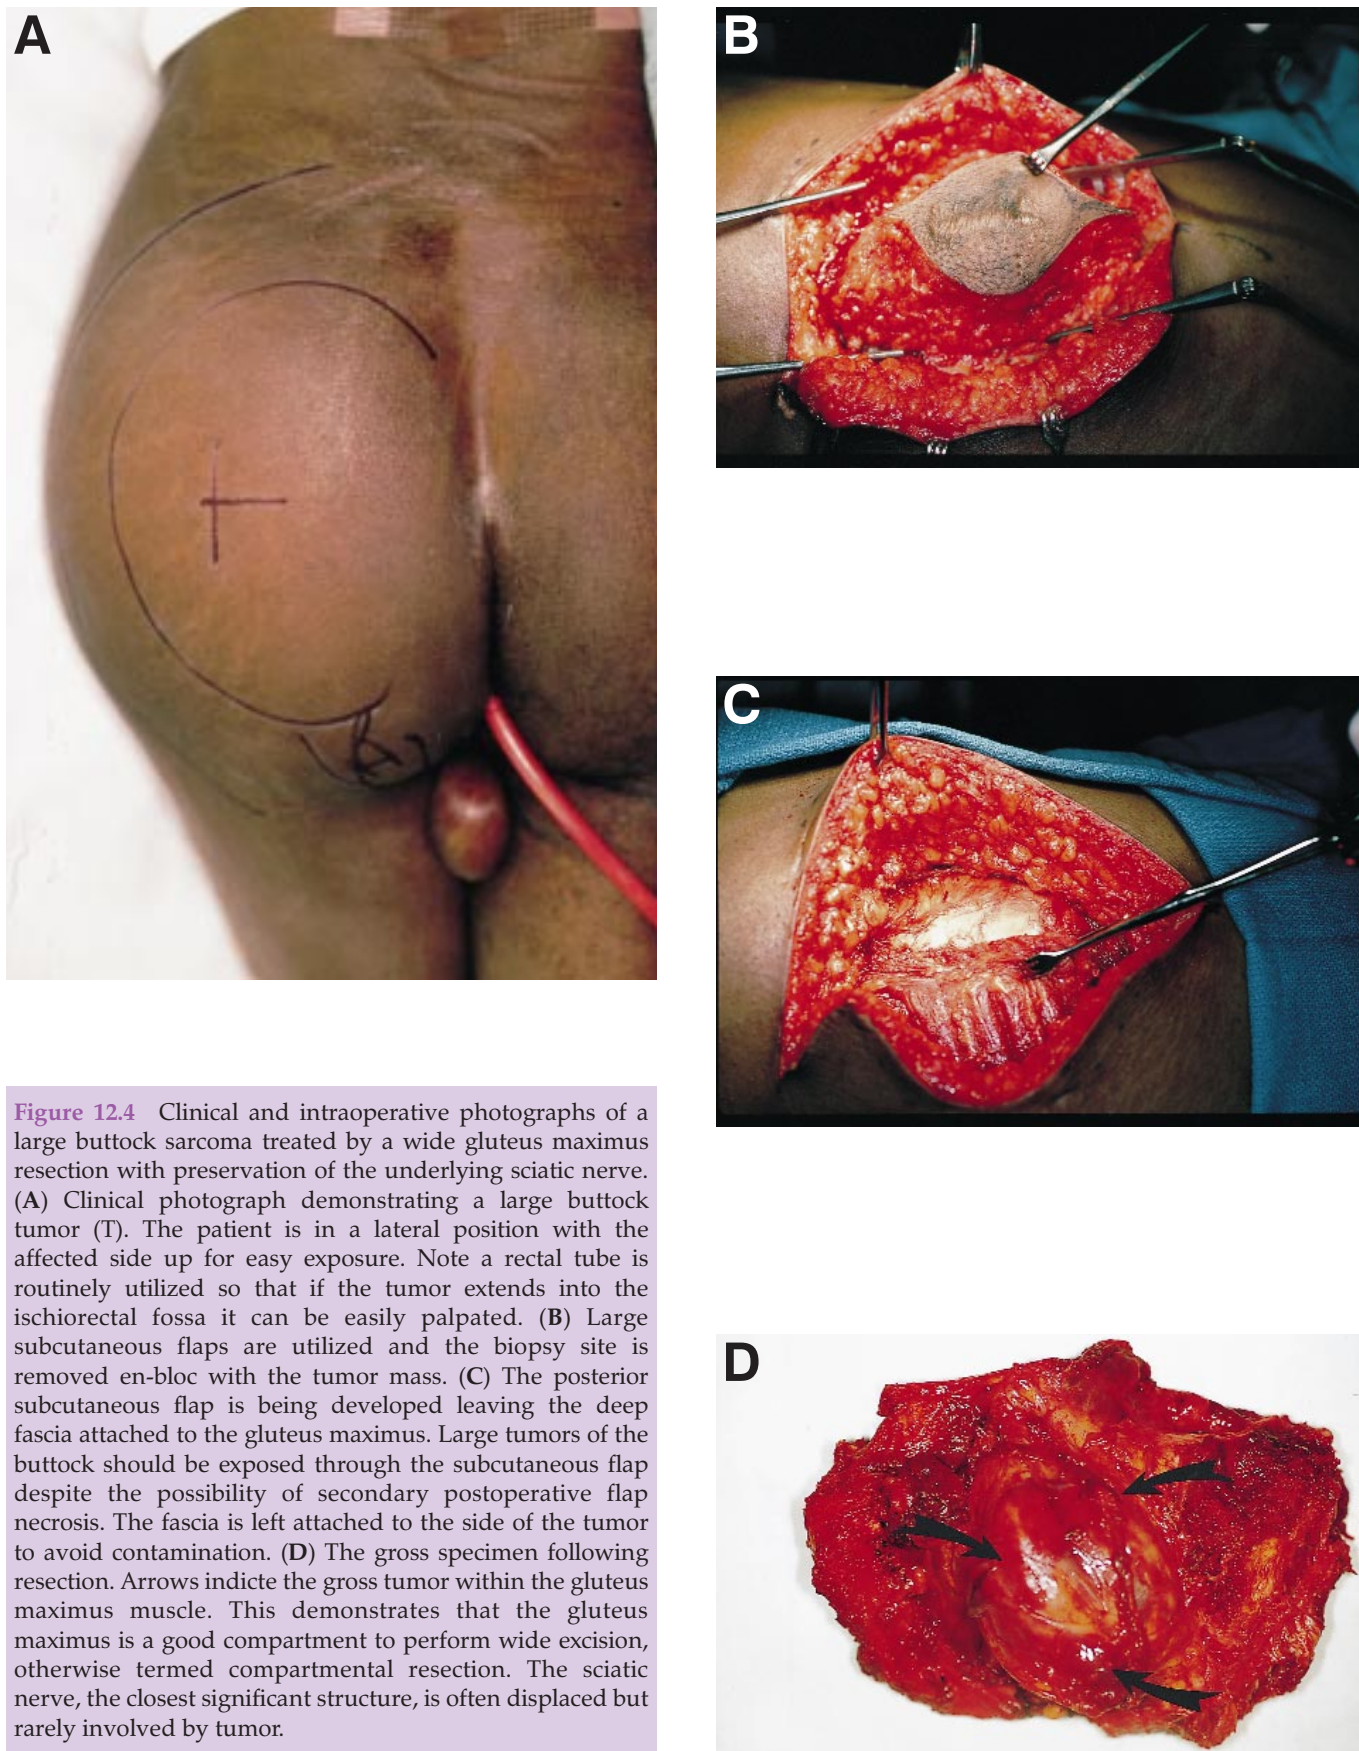 A
B
C
Figure 12.4 Clinical and intraoperative photographs of a
large buttock sarcoma treated by a wide gluteus maximus
resection with preservation of the underlying sciatic nerve.
(A) Clinical photograph demonstrating a large buttock
tumor (T). The patient is in a lateral position with the
affected side up for easy exposure. Note a rectal tube is
routinely utilized so that if the tumor extends into the
ischiorectal fossa it can be easily palpated. (B) Large
subcutaneous flaps are utilized and the biopsy site is
removed en-bloc with the tumor mass. (C) The posterior
subcutaneous flap is being developed leaving the deep
fascia attached to the gluteus maximus. Large tumors of the
buttock should be exposed through the subcutaneous flap
despite the possibility of secondary postoperative flap
necrosis. The fascia is left attached to the side of the tumor
to avoid contamination. (D) The gross specimen following
resection. Arrows indicte the gross tumor within the gluteus
maximus muscle. This demonstrates that the gluteus
maximus is a good compartment to perform wide excision,
otherwise termed compartmental resection. The sciatic
nerve, the closest significant structure, is often displaced but
rarely involved by tumor.
D